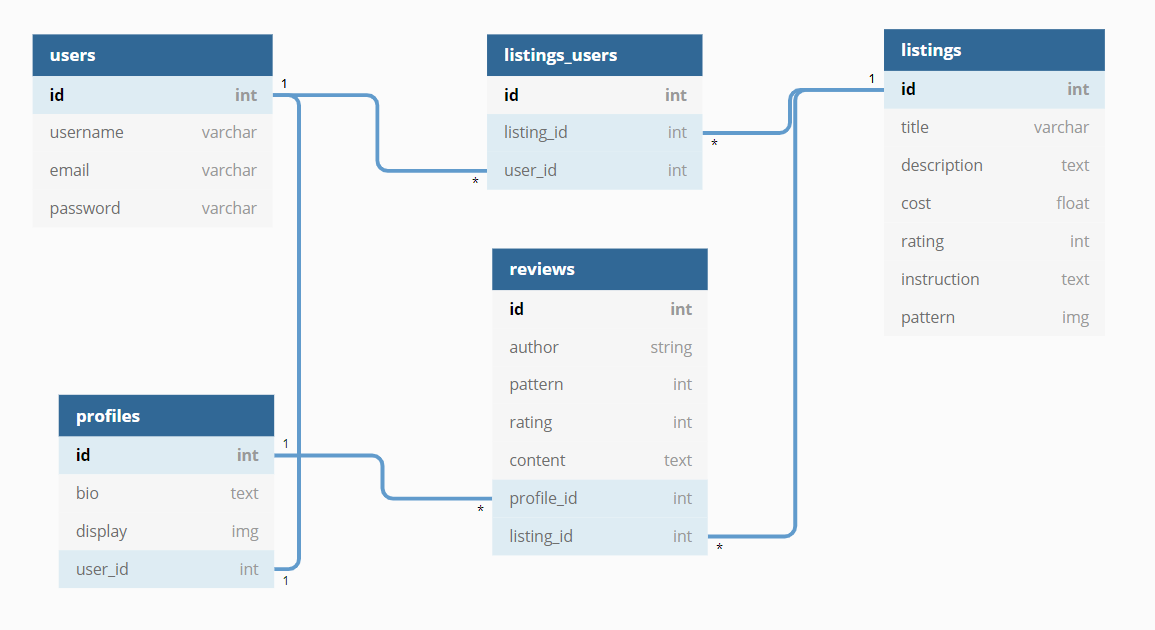 users
id int
username varchar
email varchar
password varchar
1
listings_users
id int
listing_id int
user_id int
*
*
listings
1
id int
title varchar
description text
cost float
rating int
instruction text
pattern img
reviews
id int
author string
pattern int
rating int
content text
profile_id int
listing_id int
*
*
profiles
1
id int
bio text
display img
user_id int
1